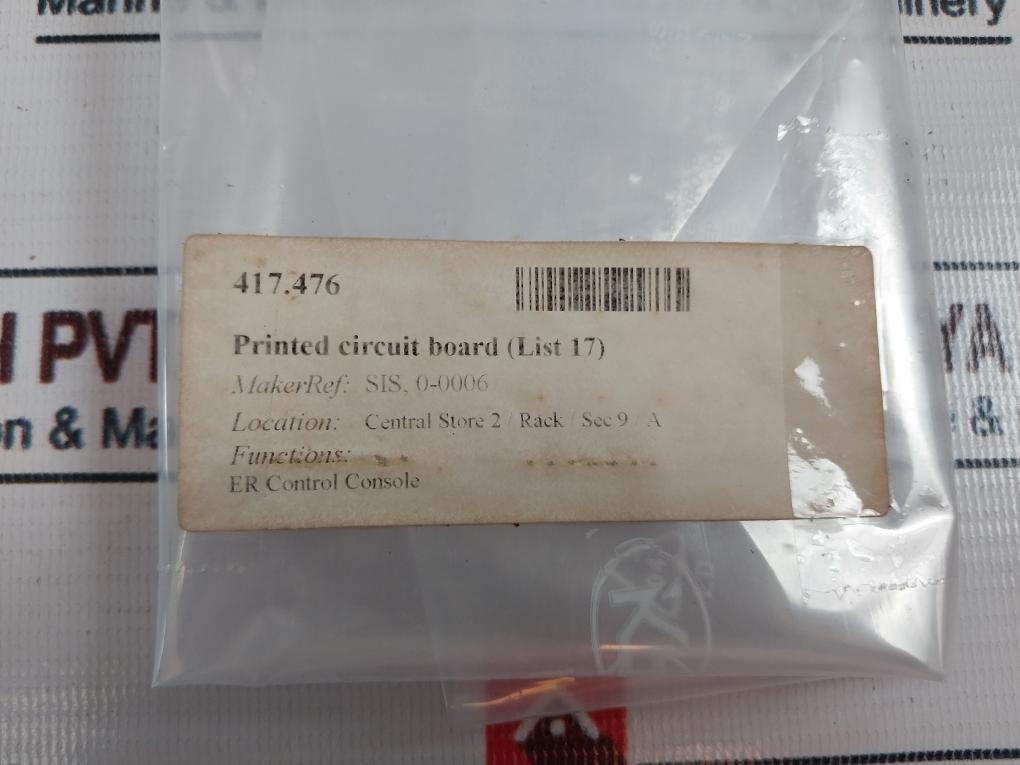 417.476
Printed circuit board (List 17)
MakerRef: SIS, 0-0006
Location: Central Store 2 / Rack / Sec 9 / A
Functions:
ER Control Console
PVT
YA
n & Ma
&